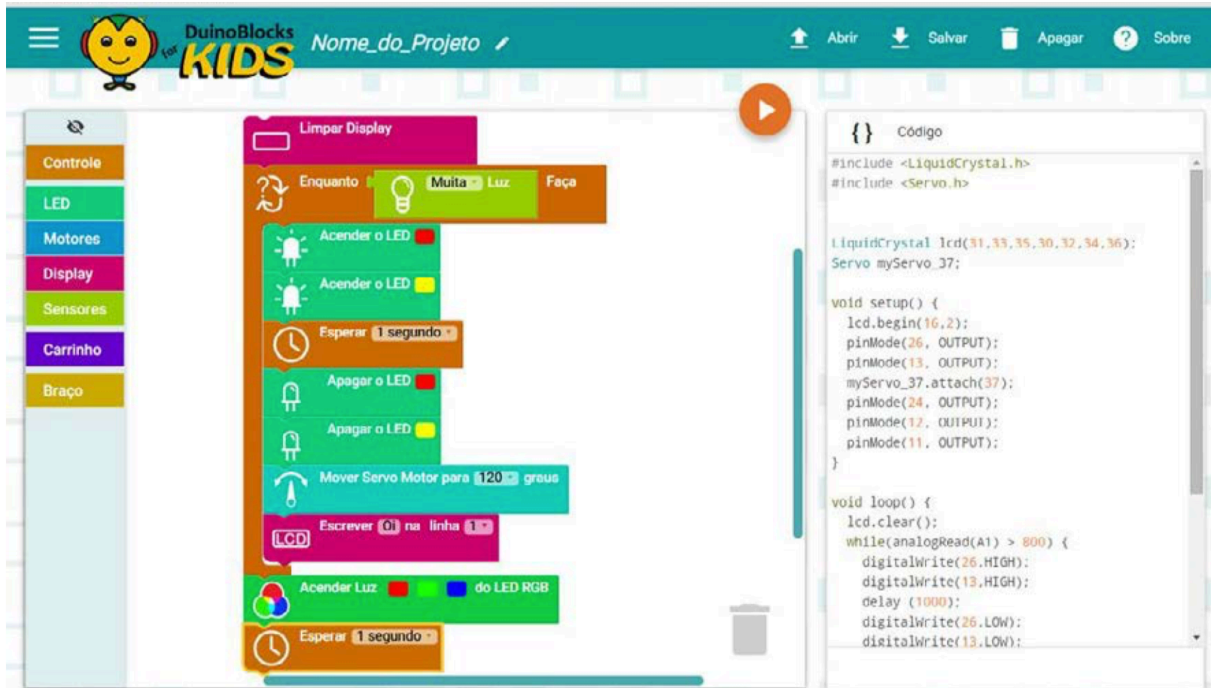 DuinoBlocks
for KIDS
Nome_do_Projeto
Abrir
Salvar
Apagar
? Sobre
Controle
LED
Motores
Display
Sensores
Carrinho
Braço
Limpar Display
Enquanto Muita Luz Faça
Acender o LED
Acender o LED
Esperar 1 segundo
Apagar o LED
Apagar o LED
Mover Servo Motor para 120 graus
LCD Escrever Oi na linha 1
Acender Luz do LED RGB
Esperar 1 segundo
{ } Código
#include <LiquidCrystal.h>
#include <Servo.h>
LiquidCrystal lcd(31,33,35,30,32,34,36);
Servo myServo_37;
void setup() {
lcd.begin(16,2);
pinMode(26, OUTPUT);
pinMode(13, OUTPUT);
myServo_37.attach(37);
pinMode(24, OUTPUT);
pinMode(12, OUTPUT);
pinMode(11, OUTPUT);
}
void loop() {
lcd.clear();
while(analogRead(A1) > 800) {
digitalWrite(26,HIGH);
digitalWrite(13,HIGH);
delay (1000);
digitalWrite(26,LOW);
digitalWrite(13,LOW);